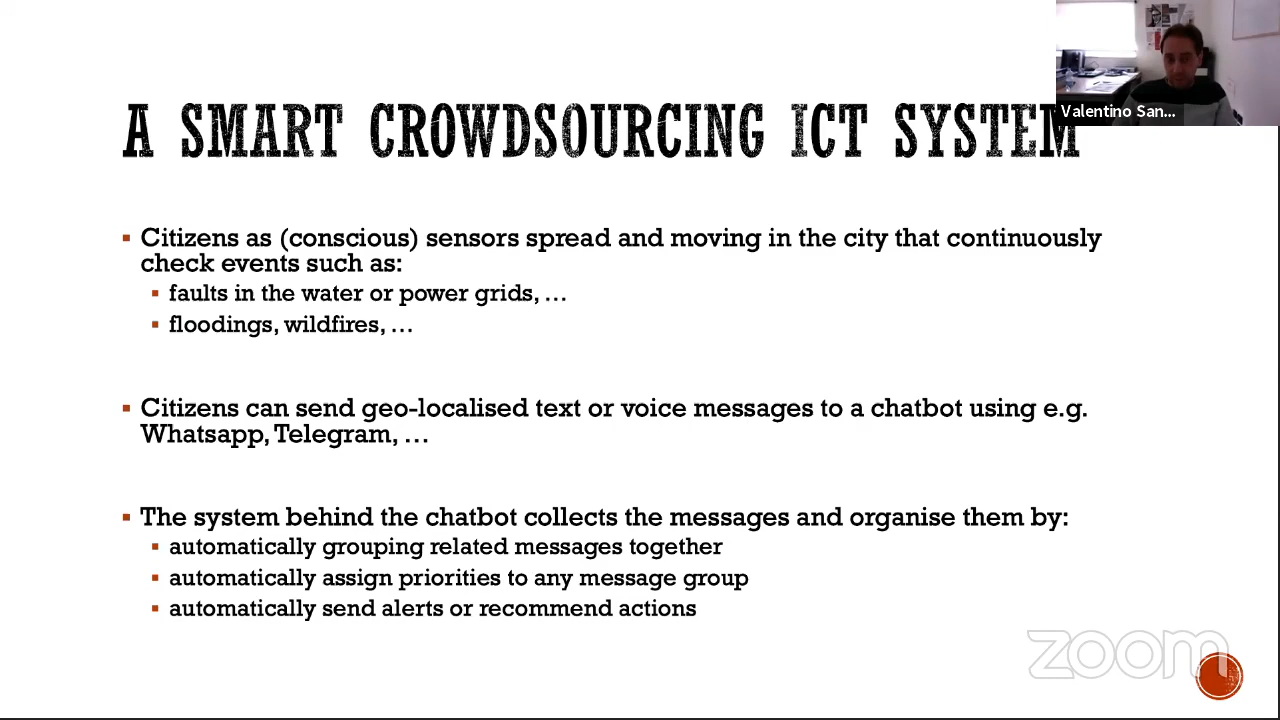 Valentino San...
A SMART CROWDSOURCING ICT SYSTEM
▪ Citizens as (conscious) sensors spread and moving in the city that continuously
check events such as:
▪ faults in the water or power grids, …
▪ floodings, wildfires, …
▪ Citizens can send geo-localised text or voice messages to a chatbot using e.g.
Whatsapp, Telegram, …
▪ The system behind the chatbot collects the messages and organise them by:
▪ automatically grouping related messages together
▪ automatically assign priorities to any message group
▪ automatically send alerts or recommend actions
zoom